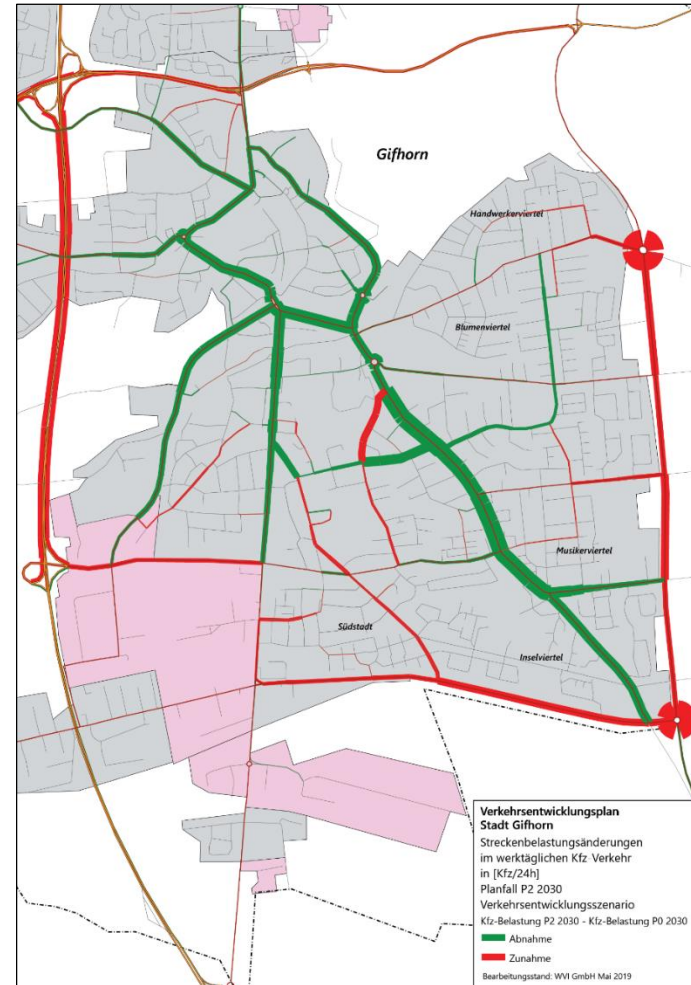 Gifhorn
Handwerkerviertel
Blumenviertel
Musikerviertel
Südstadt
Inselviertel
Verkehrsentwicklungsplan
Stadt Gifhorn
Streckenbelastungsänderungen
im werktäglichen Kfz Verkehr
in [Kfz/24h]
Planfall P2 2030
Verkehrsentwicklungsszenario
Kfz-Belastung P2 2030 - Kfz-Belastung P0 2030
Abnahme
Zunahme
Bearbeitungsstand: WVI GmbH Mai 2019